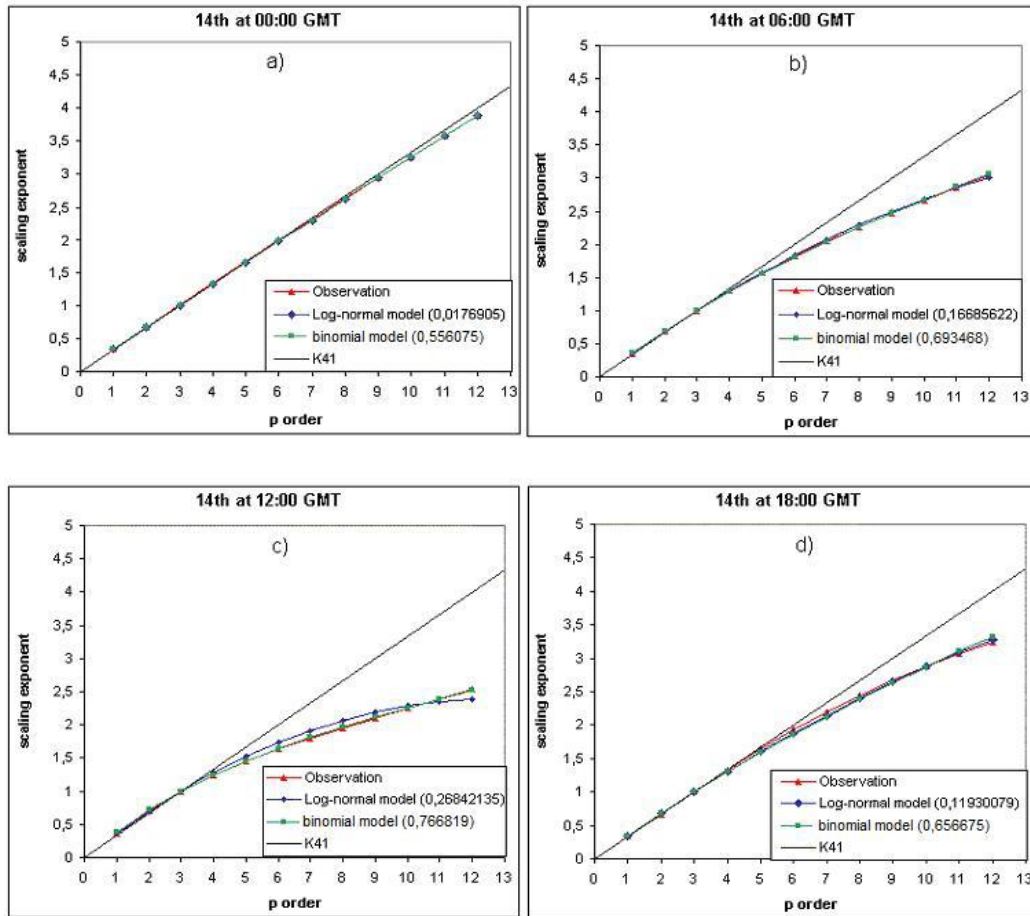 14th at 00:00 GMT
a)
scaling exponent
5
4,5
4
3,5
3
2,5
2
1,5
1
0,5
0
Observation
Log-normal model (0,0176905)
binomial model (0,556075)
K41
0 1 2 3 4 5 6 7 8 9 10 11 12 13
p order
14th at 06:00 GMT
b)
scaling exponent
5
4,5
4
3,5
3
2,5
2
1,5
1
0,5
0
Observation
Log-normal model (0,16685622)
binomial model (0,693468)
K41
0 1 2 3 4 5 6 7 8 9 10 11 12 13
p order
14th at 12:00 GMT
c)
scaling exponent
5
4,5
4
3,5
3
2,5
2
1,5
1
0,5
0
Observation
Log-normal model (0,26842135)
binomial model (0,766819)
K41
0 1 2 3 4 5 6 7 8 9 10 11 12 13
p order
14th at 18:00 GMT
d)
scaling exponent
5
4,5
4
3,5
3
2,5
2
1,5
1
0,5
0
Observation
Log-normal model (0,11930079)
binomial model (0,656675)
K41
0 1 2 3 4 5 6 7 8 9 10 11 12 13
p order